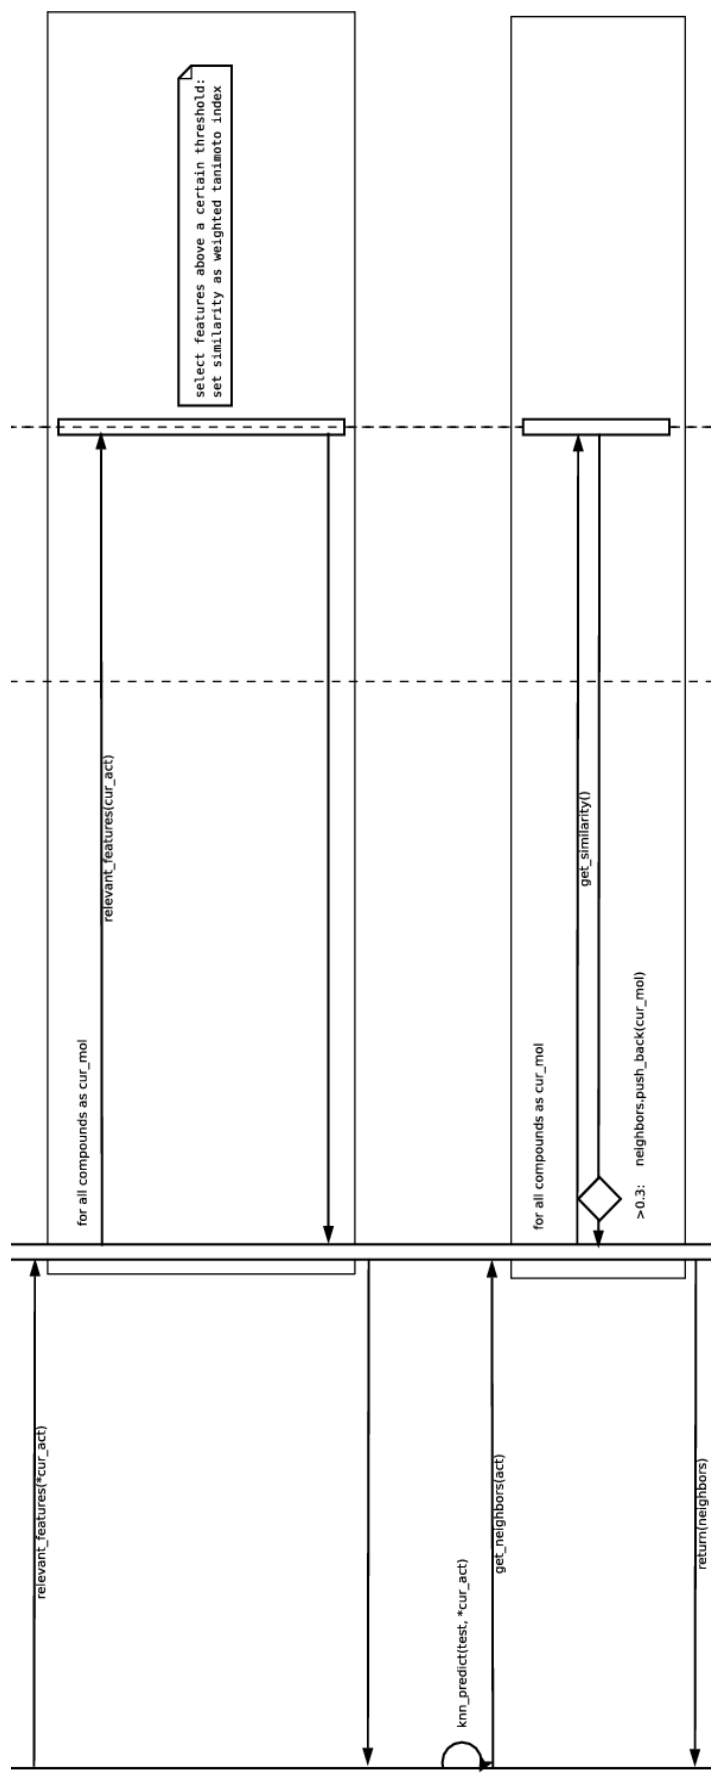 select features above a certain threshold:
set similarity as weighted tanimoto index
relevant_features(cur_act)
for all compounds as cur_mol
relevant_features(*cur_act)
knn_predict(test, *cur_act)
get_neighbors(act)
for all compounds as cur_mol
get_similarity()
>0.3: neighbors.push_back(cur_mol)
return(neighbors)